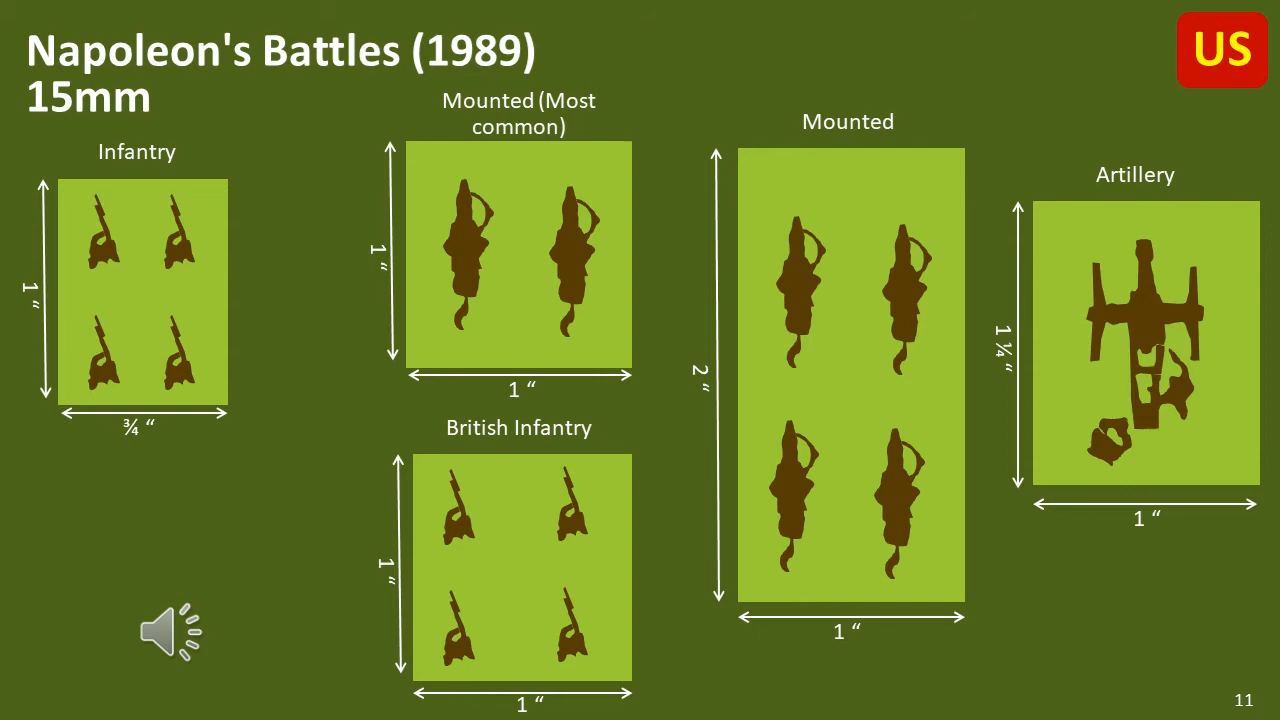 Napoleon's Battles (1989)
15mm
US
Infantry
1 “
¾ “
Mounted (Most
common)
1 “
1 “
British Infantry
1 “
1 “
Mounted
2 “
1 “
Artillery
1 ¼ “
1 “
11